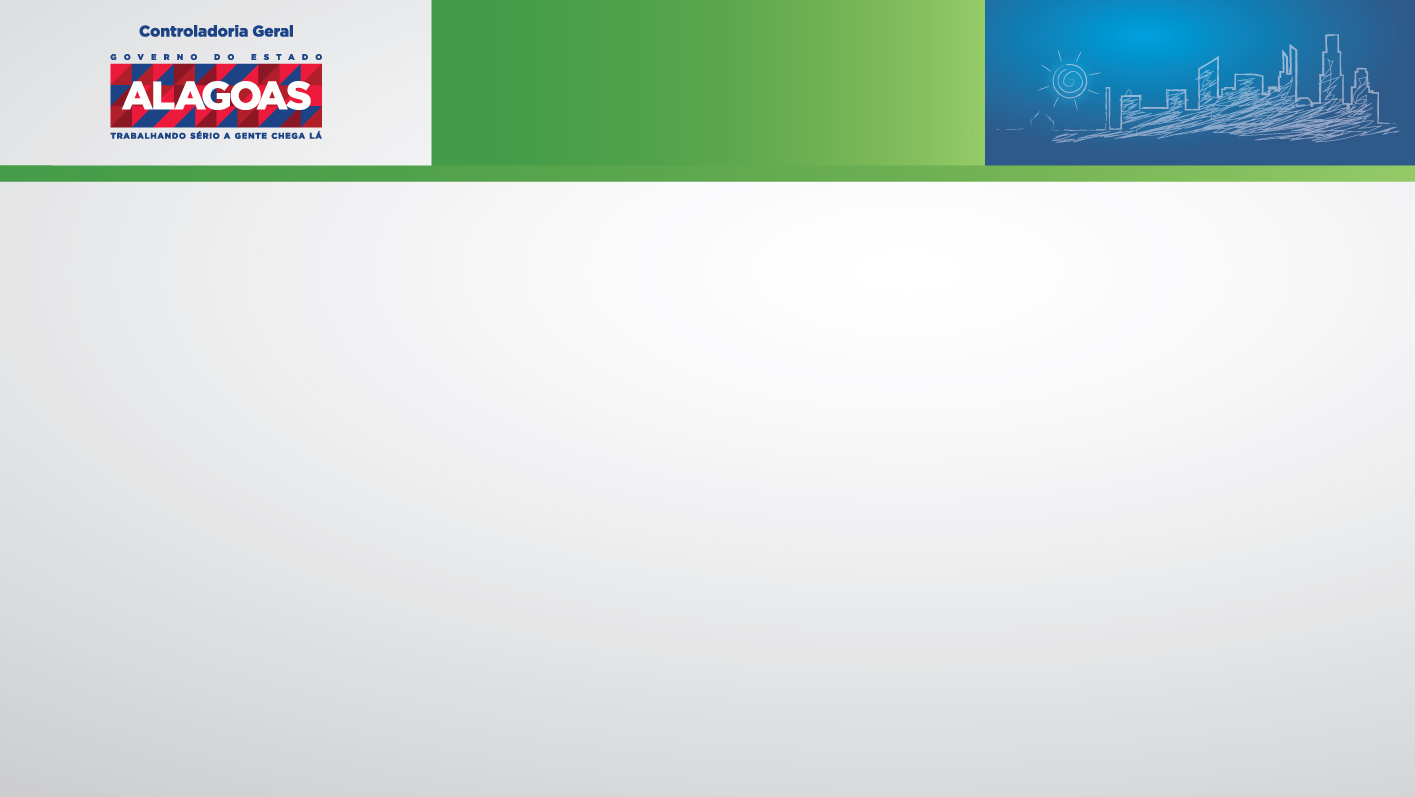 Controladoria Geral
GOVERNO DO ESTADO
ALAGOAS
TRABALHANDO SÉRIO A GENTE CHEGA LÁ